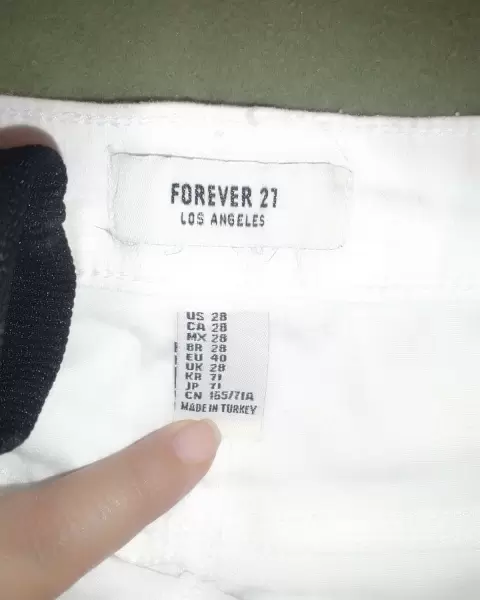 FOREVER 21
LOS ANGELES
US 28
CA 28
MX 28
BR 28
EU 40
UK 28
KR 71
JP 71
CN 165/71A
MADE IN TURKEY